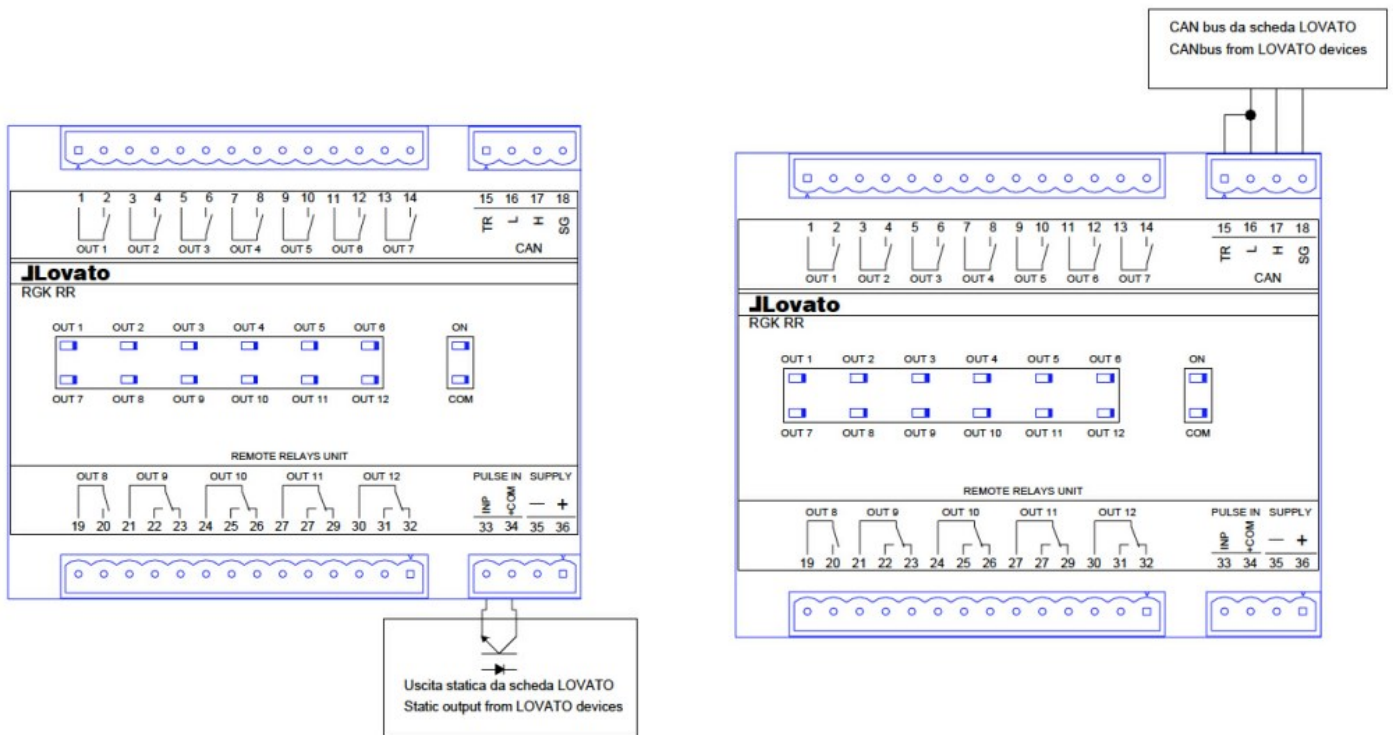 CAN bus da scheda LOVATO
CANbus from LOVATO devices
1 2 3 4 5 6 7 8 9 10 11 12 13 14 15 16 17 18
OUT 1 OUT 2 OUT 3 OUT 4 OUT 5 OUT 6 OUT 7 TR L H SG
CAN
Lovato
RGK RR
OUT 1 OUT 2 OUT 3 OUT 4 OUT 5 OUT 6 ON
OUT 7 OUT 8 OUT 9 OUT 10 OUT 11 OUT 12 COM
REMOTE RELAYS UNIT
OUT 8 OUT 9 OUT 10 OUT 11 OUT 12 PULSE IN SUPPLY
INP +COM — +
19 20 21 22 23 24 25 26 27 27 29 30 31 32 33 34 35 36
Uscita statica da scheda LOVATO
Static output from LOVATO devices
1 2 3 4 5 6 7 8 9 10 11 12 13 14 15 16 17 18
OUT 1 OUT 2 OUT 3 OUT 4 OUT 5 OUT 6 OUT 7 TR L H SG
CAN
Lovato
RGK RR
OUT 1 OUT 2 OUT 3 OUT 4 OUT 5 OUT 6 ON
OUT 7 OUT 8 OUT 9 OUT 10 OUT 11 OUT 12 COM
REMOTE RELAYS UNIT
OUT 8 OUT 9 OUT 10 OUT 11 OUT 12 PULSE IN SUPPLY
INP +COM — +
19 20 21 22 23 24 25 26 27 27 29 30 31 32 33 34 35 36